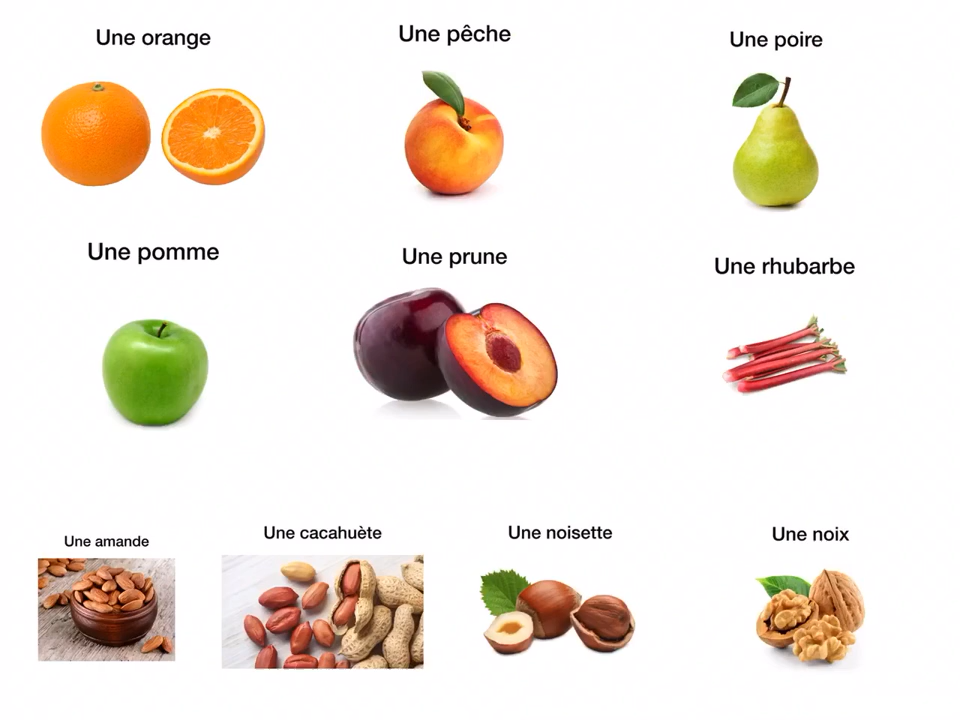 Une orange
Une pêche
Une poire
Une pomme
Une prune
Une rhubarbe
Une amande
Une cacahuète
Une noisette
Une noix